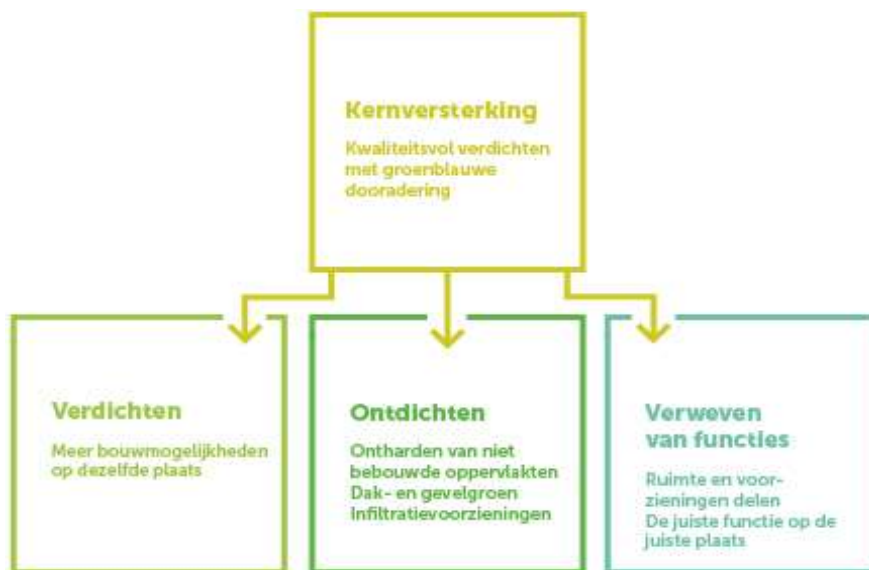 Kernversterking
Kwaliteitsvol verdichten
met groenblauwe
dooradering
Verdichten
Meer bouwmogelijkheden
op dezelfde plaats
Ontdichten
Ontharden van niet
bebouwde oppervlakten
Dak- en gevelgroen
Infiltratievoorzieningen
Verweven
van functies
Ruimte en voor-
zieningen delen
De juiste functie op de
juiste plaats